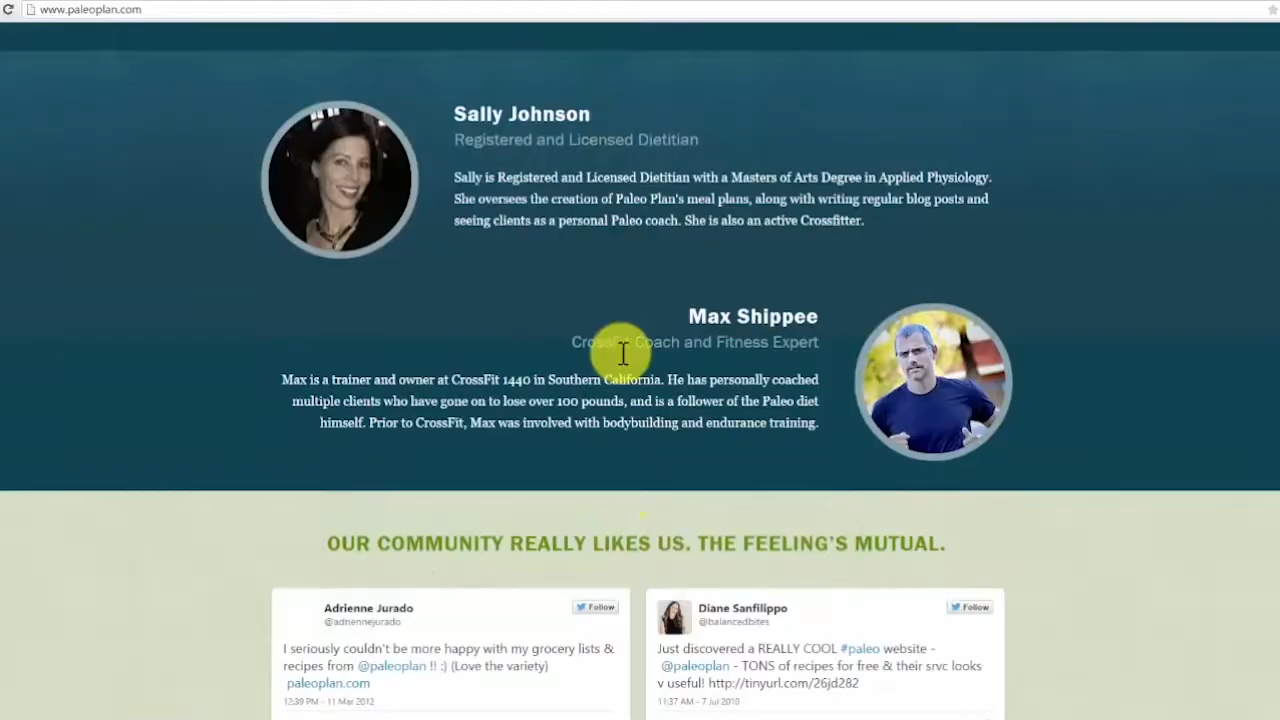 www.paleoplan.com
Sally Johnson
Registered and Licensed Dietitian
Sally is Registered and Licensed Dietitian with a Masters of Arts Degree in Applied Physiology.
She oversees the creation of Paleo Plan's meal plans, along with writing regular blog posts and
seeing clients as a personal Paleo coach. She is also an active Crossfitter.
Max Shippee
CrossFit Coach and Fitness Expert
Max is a trainer and owner at CrossFit 1440 in Southern California. He has personally coached
multiple clients who have gone on to lose over 100 pounds, and is a follower of the Paleo diet
himself. Prior to CrossFit, Max was involved with bodybuilding and endurance training.
OUR COMMUNITY REALLY LIKES US. THE FEELING'S MUTUAL.
Adrienne Jurado
Follow
@adriennejurado
I seriously couldn't be more happy with my grocery lists &
recipes from @paleoplan !! :) (Love the variety)
paleoplan.com
12:39 PM - 11 Mar 2012
Diane Sanfilippo
Follow
@balancedbites
Just discovered a REALLY COOL #paleo website -
@paleoplan - TONS of recipes for free & their srvc looks
v useful! http://tinyurl.com/26jd282
11:37 AM - 7 Jul 2010